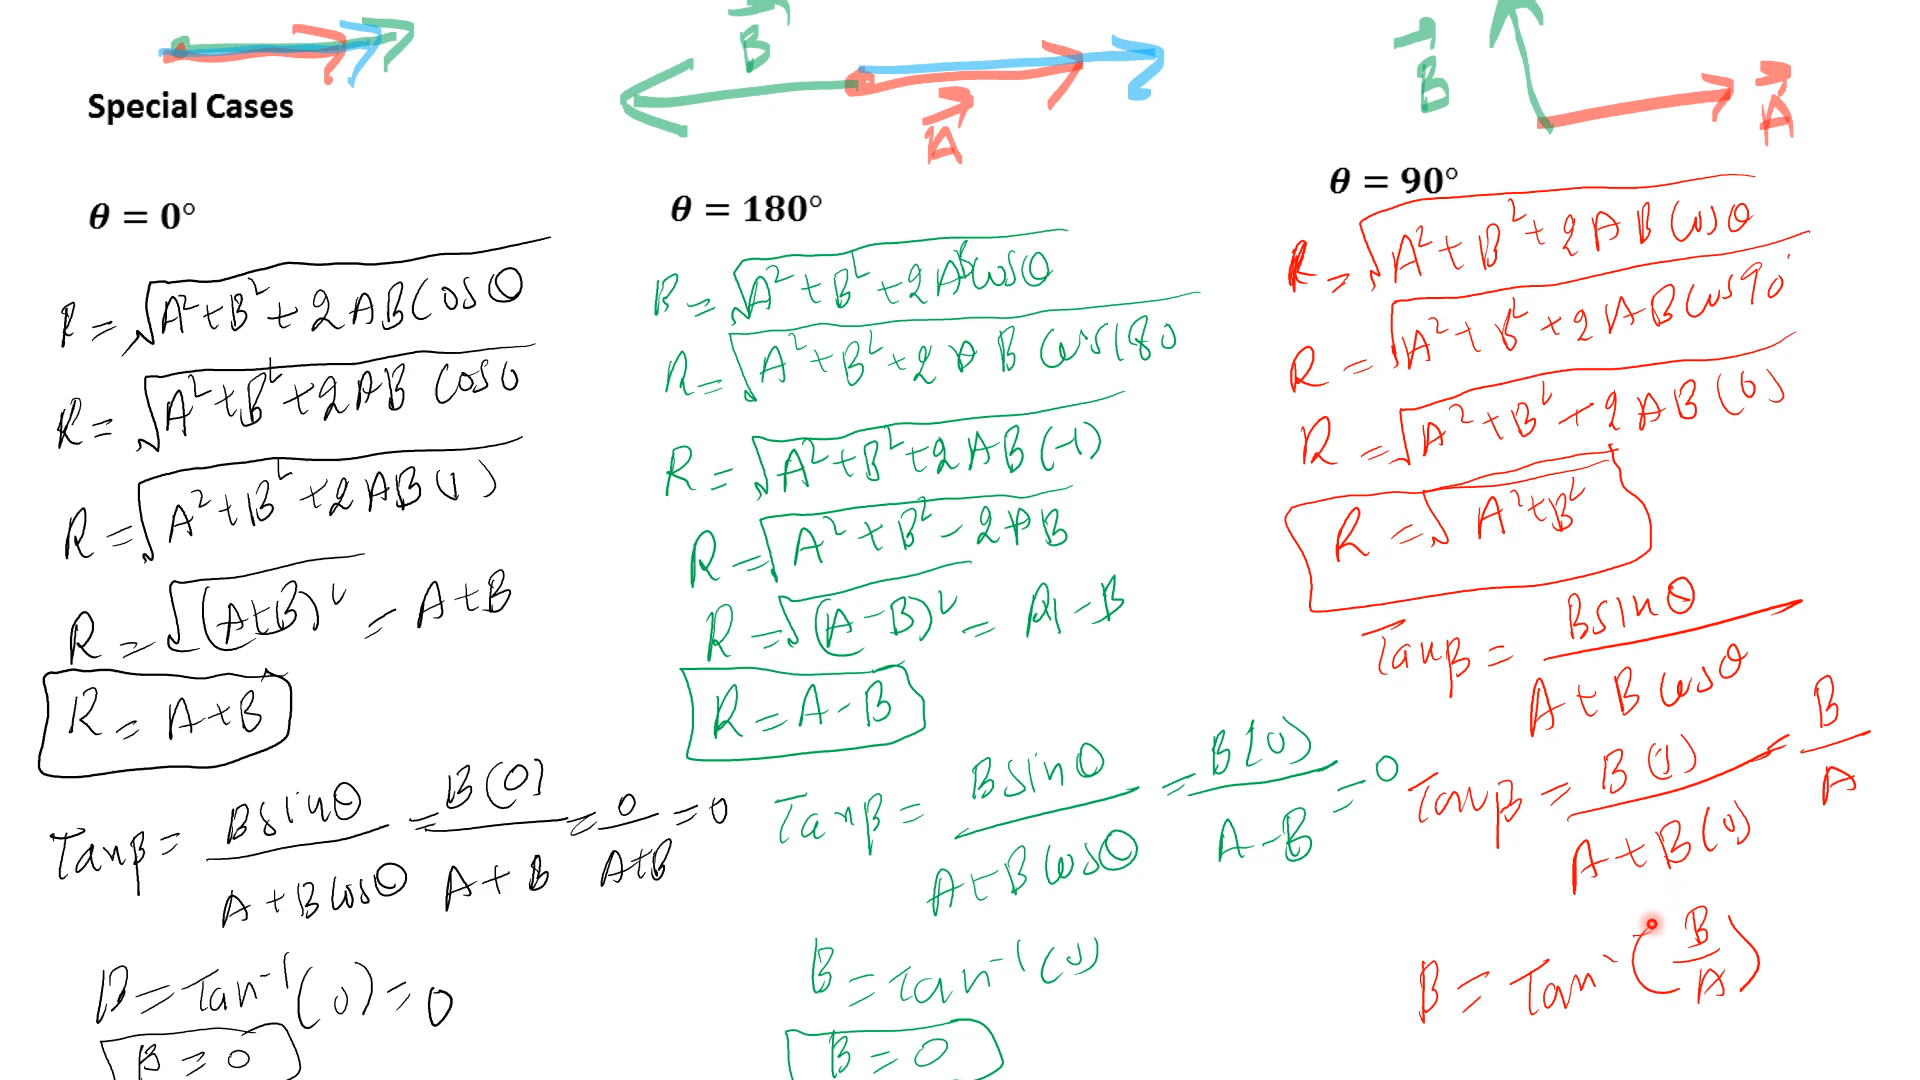 B
A
B
A
Special Cases
θ = 0°
R = √A²+B²+2ABCosθ
R = √A²+B²+2AB Cos0
R = √A²+B²+2AB(1)
R = √(A+B)² = A+B
R = A+B
Tanβ = Bsinθ / A+BCosθ = B(0) / A+B = 0 / A+B = 0
β = Tan⁻¹(0) = 0
β = 0
θ = 180°
R = √A²+B²+2ABCosθ
R = √A²+B²+2AB Cos180
R = √A²+B²+2AB(-1)
R = √A²+B²-2AB
R = √(A-B)² = A-B
R = A-B
Tanβ = Bsinθ / A+BCosθ = B(0) / A-B = 0
β = Tan⁻¹(0)
β = 0
θ = 90°
R = √A²+B²+2ABCosθ
R = √A²+B²+2ABCos90°
R = √A²+B²+2AB(0)
R = √A²+B²
Tanβ = Bsinθ / A+BCosθ
Tanβ = B(1) / A+B(0) = B / A
β = Tan⁻¹(B / A)